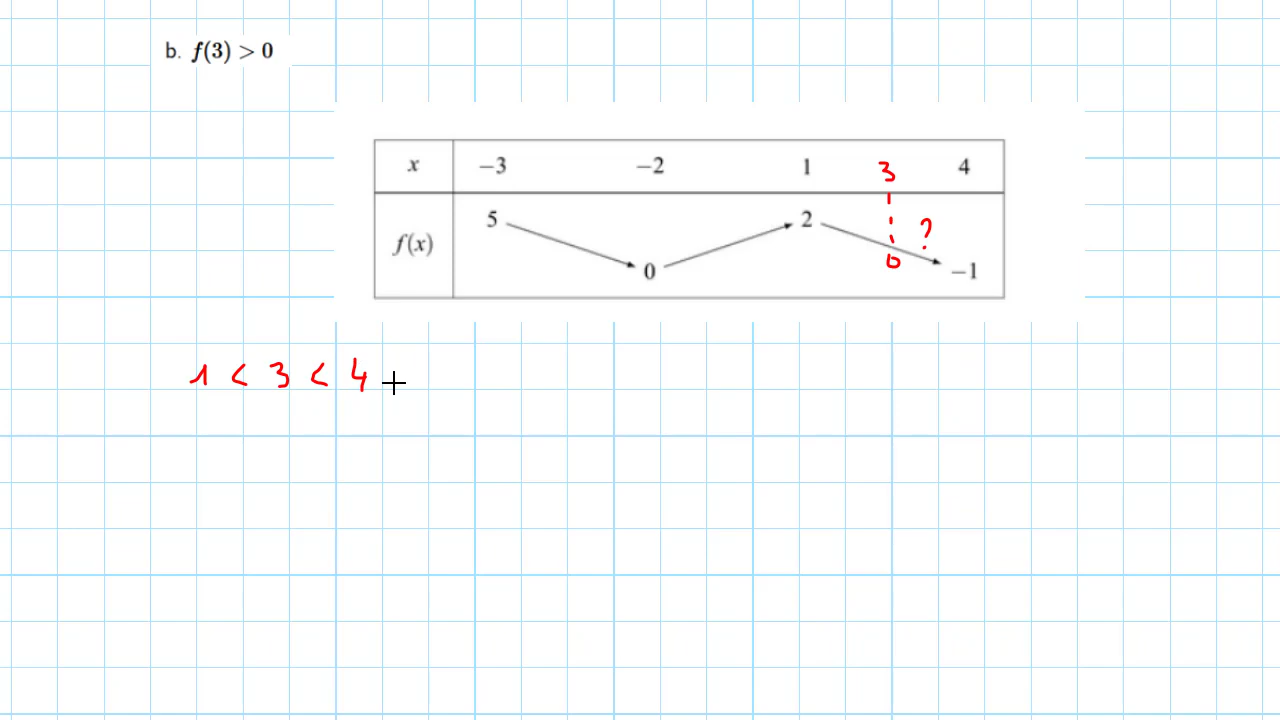 b. f(3) > 0
x −3 −2 1 3 4
f(x) 5 0 2 0 ? −1
1 < 3 < 4